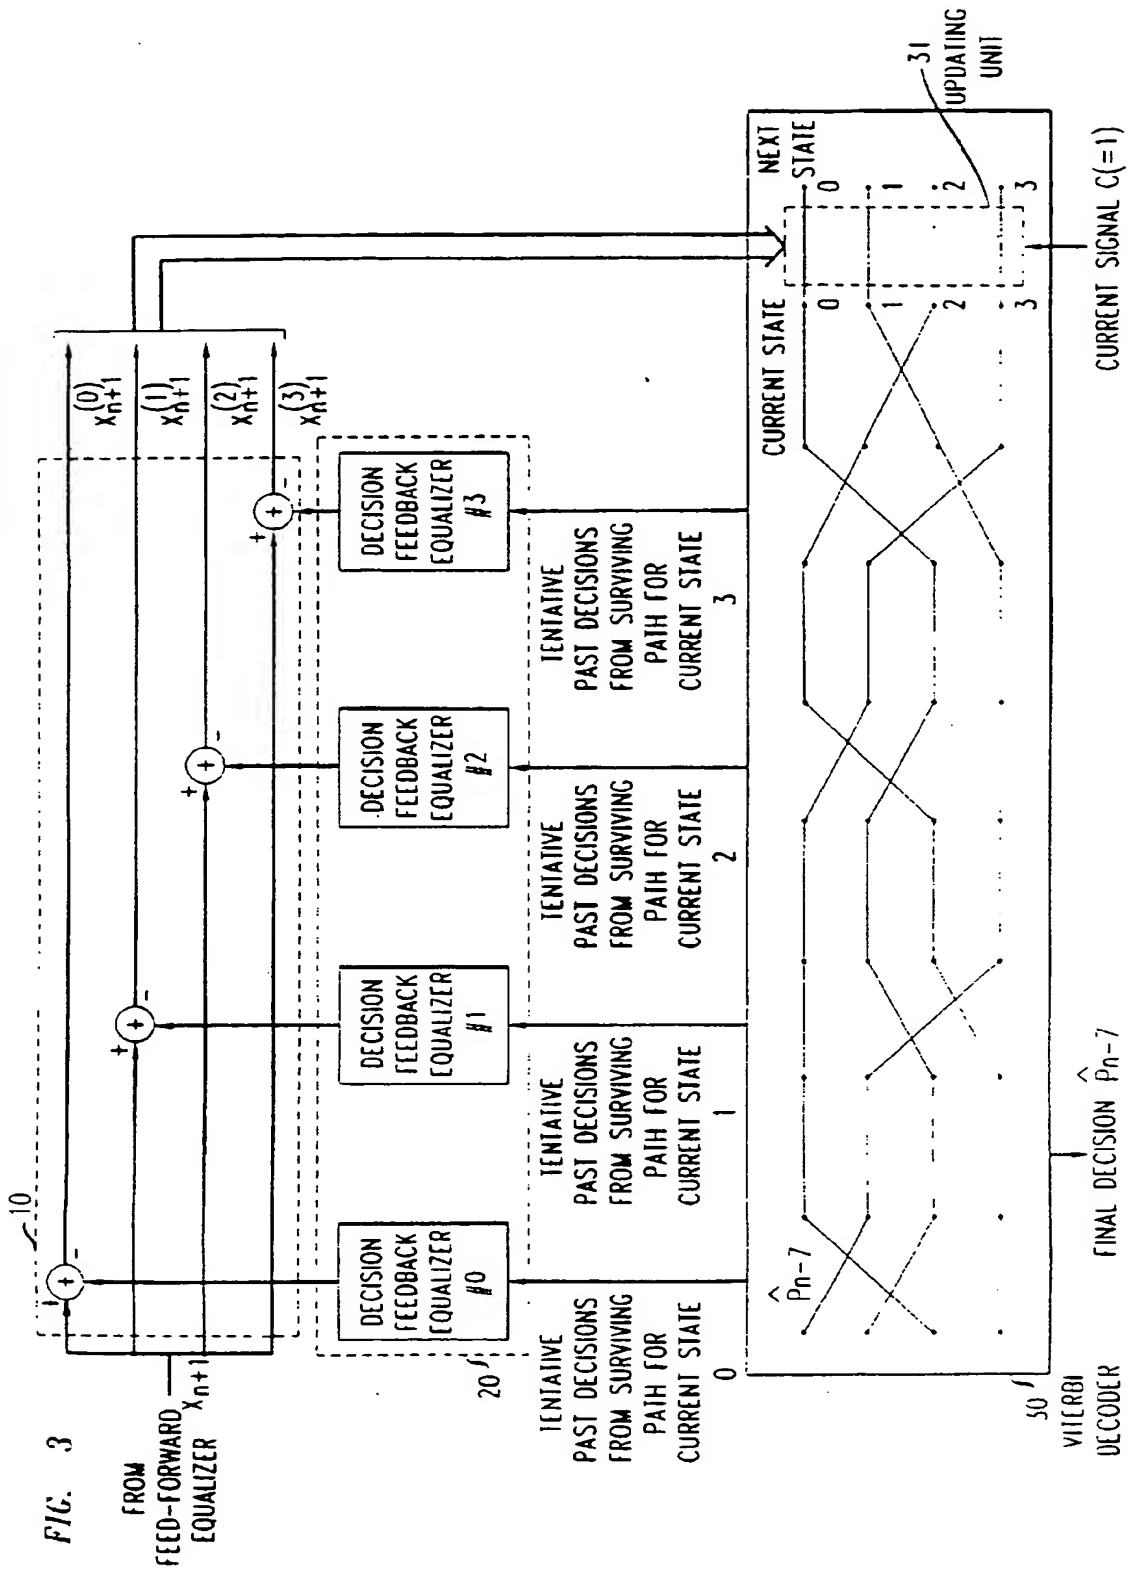 FIG. 3
FROM
FEED-FORWARD
EQUALIZER
X n+1
10
+
+
-
+
+
-
+
+
-
+
+
-
X(0) n+1
X(1) n+1
X(2) n+1
X(3) n+1
20
DECISION
FEEDBACK
EQUALIZER
#0
DECISION
FEEDBACK
EQUALIZER
#1
DECISION
FEEDBACK
EQUALIZER
#2
DECISION
FEEDBACK
EQUALIZER
#3
TENTATIVE
PAST DECISIONS
FROM SURVIVING
PATH FOR
CURRENT STATE
0
TENTATIVE
PAST DECISIONS
FROM SURVIVING
PATH FOR
CURRENT STATE
1
TENTATIVE
PAST DECISIONS
FROM SURVIVING
PATH FOR
CURRENT STATE
2
TENTATIVE
PAST DECISIONS
FROM SURVIVING
PATH FOR
CURRENT STATE
3
P̂n-7
CURRENT STATE
0
1
2
3
NEXT
STATE
0
1
2
3
31
UPDATING
UNIT
30
VITERBI
DECODER
FINAL DECISION P̂n-7
CURRENT SIGNAL C(=1)